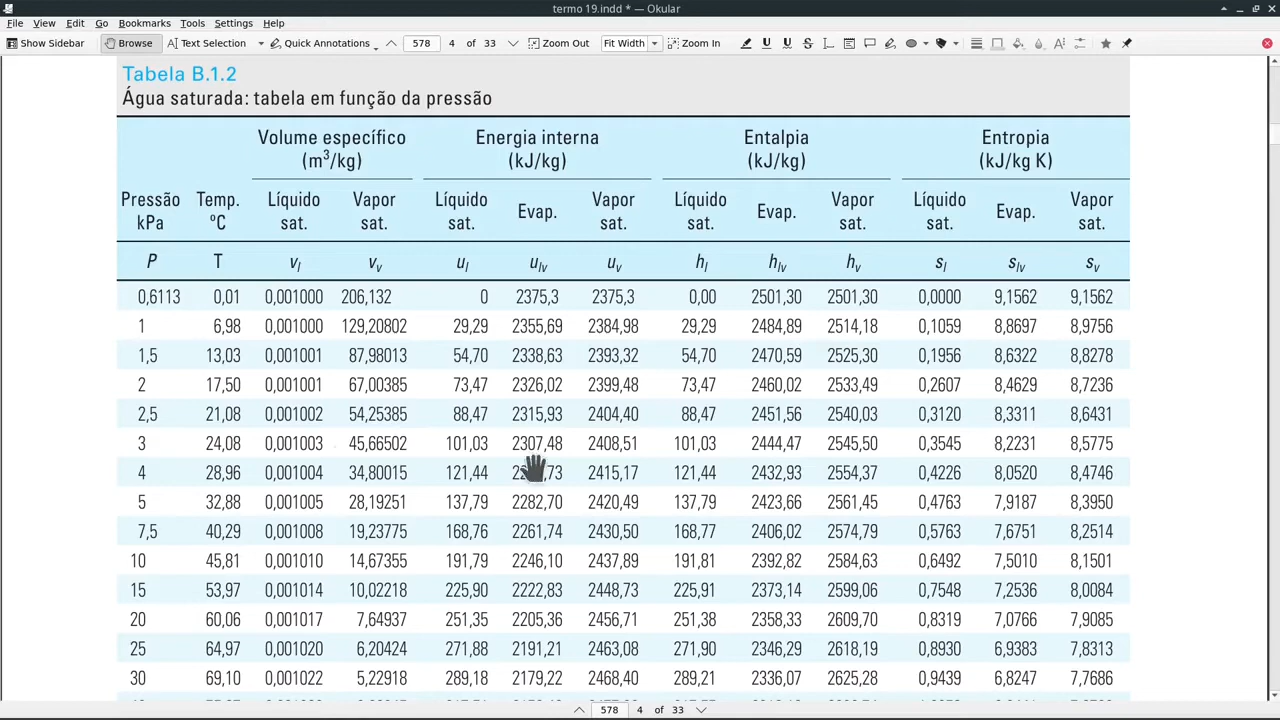 termo 19.indd * — Okular
File View Edit Go Bookmarks Tools Settings Help
Show Sidebar Browse Text Selection Quick Annotations 578 4 of 33 Zoom Out Fit Width Zoom In
Tabela B.1.2
Água saturada: tabela em função da pressão
Volume específico Energia interna Entalpia Entropia
(m³/kg) (kJ/kg) (kJ/kg) (kJ/kg K)
Pressão Temp. Líquido Vapor Líquido Evap. Vapor Líquido Evap. Vapor Líquido Evap. Vapor
kPa ºC sat. sat. sat. sat. sat. sat. sat. sat.
P T vl vv ul ulv uv hl hlv hv sl slv sv
0,6113 0,01 0,001000 206,132 0 2375,3 2375,3 0,00 2501,30 2501,30 0,0000 9,1562 9,1562
1 6,98 0,001000 129,20802 29,29 2355,69 2384,98 29,29 2484,89 2514,18 0,1059 8,8697 8,9756
1,5 13,03 0,001001 87,98013 54,70 2338,63 2393,32 54,70 2470,59 2525,30 0,1956 8,6322 8,8278
2 17,50 0,001001 67,00385 73,47 2326,02 2399,48 73,47 2460,02 2533,49 0,2607 8,4629 8,7236
2,5 21,08 0,001002 54,25385 88,47 2315,93 2404,40 88,47 2451,56 2540,03 0,3120 8,3311 8,6431
3 24,08 0,001003 45,66502 101,03 2307,48 2408,51 101,03 2444,47 2545,50 0,3545 8,2231 8,5775
4 28,96 0,001004 34,80015 121,44 2415,17 121,44 2432,93 2554,37 0,4226 8,0520 8,4746
5 32,88 0,001005 28,19251 137,79 2282,70 2420,49 137,79 2423,66 2561,45 0,4763 7,9187 8,3950
7,5 40,29 0,001008 19,23775 168,76 2261,74 2430,50 168,77 2406,02 2574,79 0,5763 7,6751 8,2514
10 45,81 0,001010 14,67355 191,79 2246,10 2437,89 191,81 2392,82 2584,63 0,6492 7,5010 8,1501
15 53,97 0,001014 10,02218 225,90 2222,83 2448,73 225,91 2373,14 2599,06 0,7548 7,2536 8,0084
20 60,06 0,001017 7,64937 251,35 2205,36 2456,71 251,38 2358,33 2609,70 0,8319 7,0766 7,9085
25 64,97 0,001020 6,20424 271,88 2191,21 2463,08 271,90 2346,29 2618,19 0,8930 6,9383 7,8313
30 69,10 0,001022 5,22918 289,18 2179,22 2468,40 289,21 2336,07 2625,28 0,9439 6,8247 7,7686
578 4 of 33